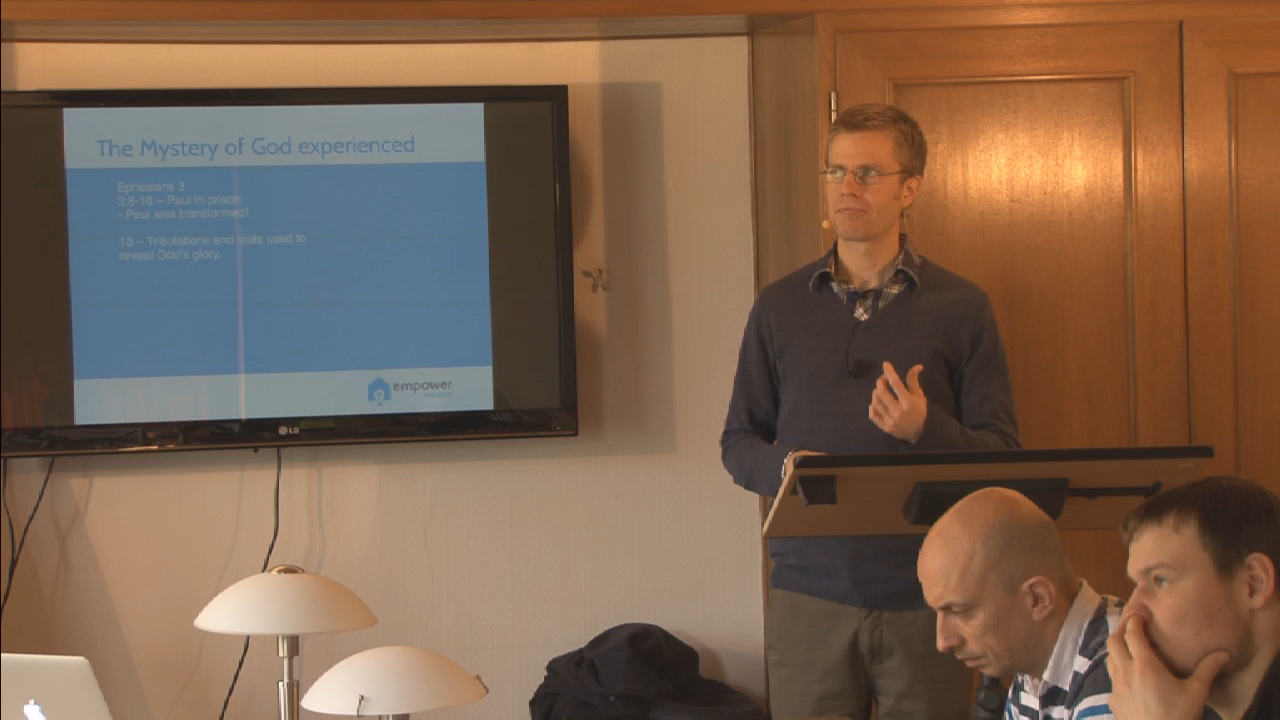 The Mystery of God experienced
Ephesians 3
3:8-10 – Paul in prison
- Paul was transformed!
13 – Tribulations and trials used to
reveal God's glory.
empower
LG